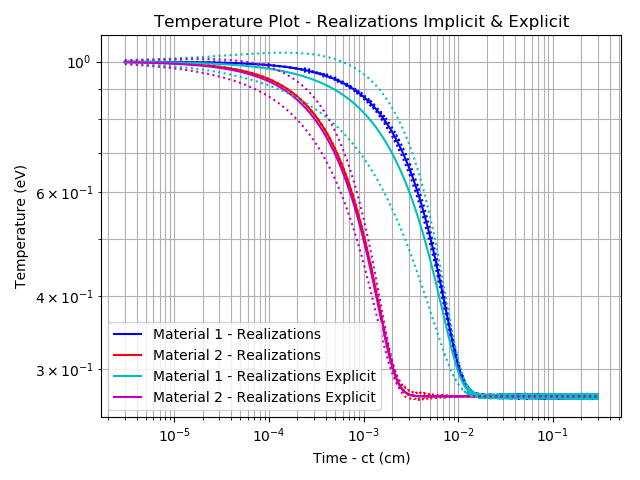 Temperature Plot - Realizations Implicit & Explicit
Temperature (eV)
10⁰
6 × 10⁻¹
4 × 10⁻¹
3 × 10⁻¹
Material 1 - Realizations
Material 2 - Realizations
Material 1 - Realizations Explicit
Material 2 - Realizations Explicit
10⁻⁵ 10⁻⁴ 10⁻³ 10⁻² 10⁻¹
Time - ct (cm)